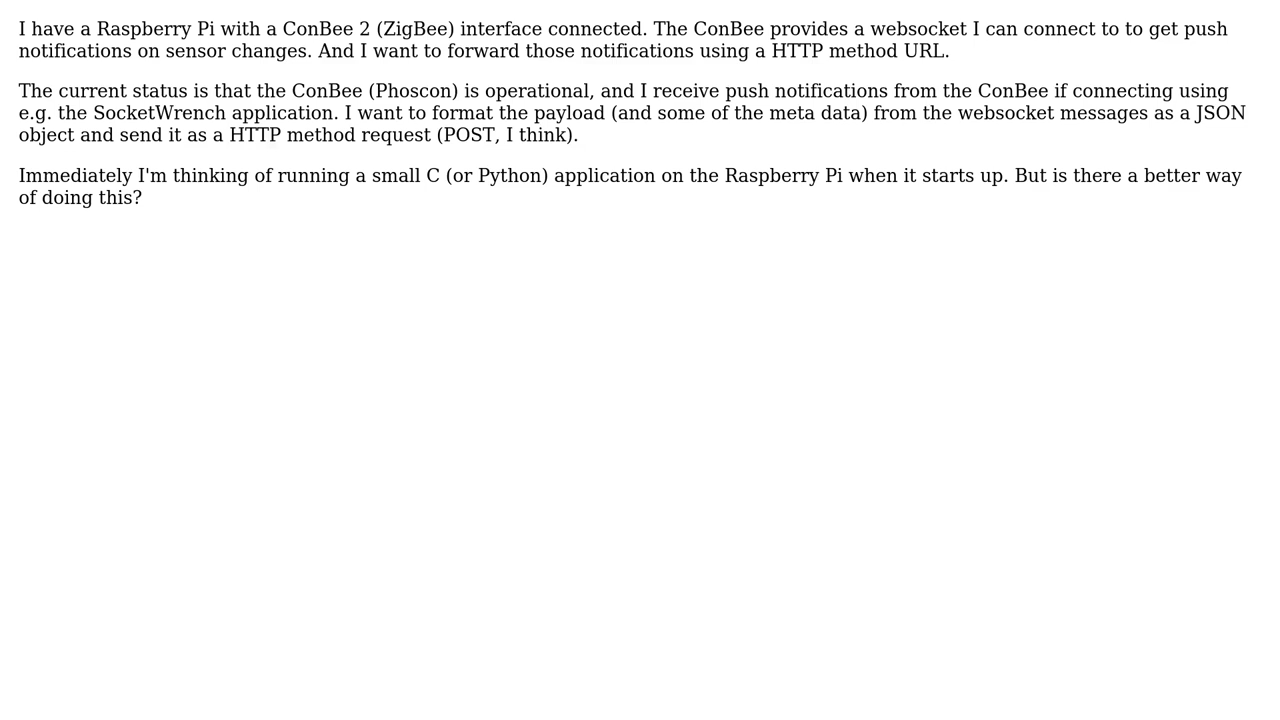 I have a Raspberry Pi with a ConBee 2 (ZigBee) interface connected. The ConBee provides a websocket I can connect to to get push
notifications on sensor changes. And I want to forward those notifications using a HTTP method URL.
The current status is that the ConBee (Phoscon) is operational, and I receive push notifications from the ConBee if connecting using
e.g. the SocketWrench application. I want to format the payload (and some of the meta data) from the websocket messages as a JSON
object and send it as a HTTP method request (POST, I think).
Immediately I'm thinking of running a small C (or Python) application on the Raspberry Pi when it starts up. But is there a better way
of doing this?